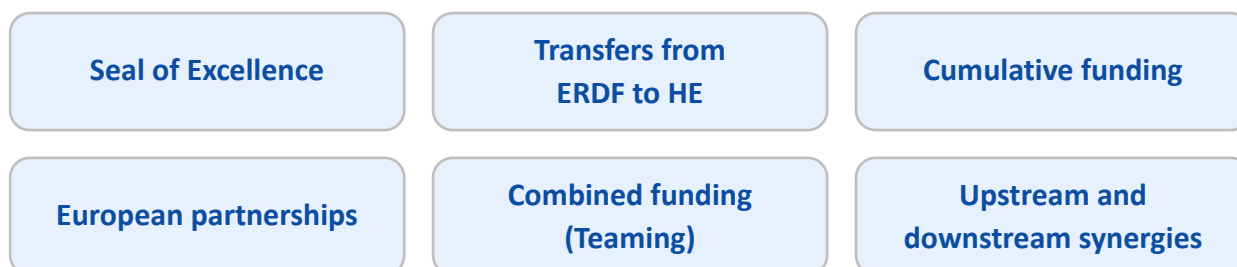 Seal of Excellence
Transfers from
ERDF to HE
Cumulative funding
European partnerships
Combined funding
(Teaming)
Upstream and
downstream synergies